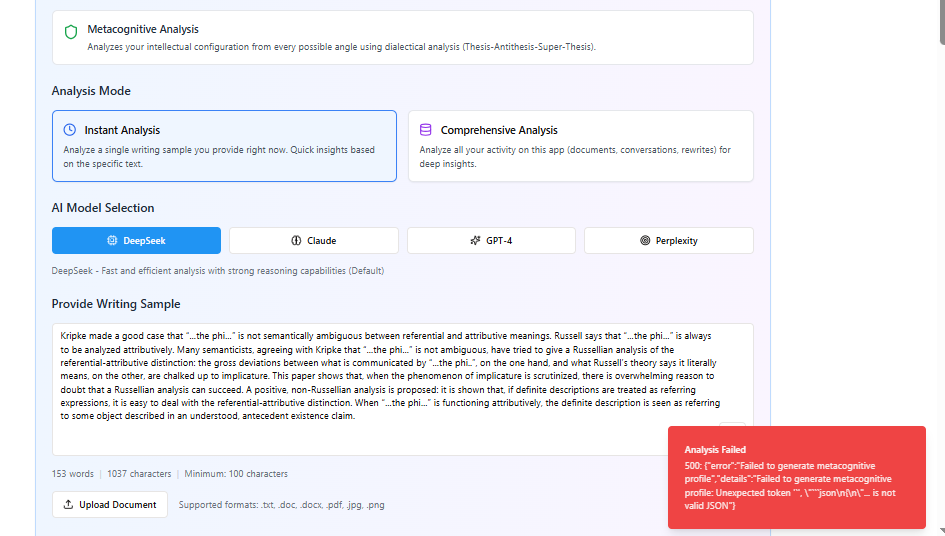 Metacognitive Analysis
Analyzes your intellectual configuration from every possible angle using dialectical analysis (Thesis-Antithesis-Super-Thesis).
Analysis Mode
Instant Analysis
Analyze a single writing sample you provide right now. Quick insights based
on the specific text.
Comprehensive Analysis
Analyze all your activity on this app (documents, conversations, rewrites) for
deep insights.
AI Model Selection
DeepSeek
Claude
GPT-4
Perplexity
DeepSeek - Fast and efficient analysis with strong reasoning capabilities (Default)
Provide Writing Sample
Kripke made a good case that “...the phi...” is not semantically ambiguous between referential and attributive meanings. Russell says that “...the phi...” is always
to be analyzed attributively. Many semanticists, agreeing with Kripke that “...the phi...” is not ambiguous, have tried to give a Russellian analysis of the
referential-attributive distinction: the gross deviations between what is communicated by “...the phi..”, on the one hand, and what Russell’s theory says it literally
means, on the other, are chalked up to implicature. This paper shows that, when the phenomenon of implicature is scrutinized, there is overwhelming reason to
doubt that a Russellian analysis can succeed. A positive, non-Russellian analysis is proposed: it is shown that, if definite descriptions are treated as referring
expressions, it is easy to deal with the referential-attributive distinction. When “...the phi...” is functioning attributively, the definite description is seen as referring
to some object described in an understood, antecedent existence claim.
153 words | 1037 characters | Minimum: 100 characters
Upload Document
Supported formats: .txt, .doc, .docx, .pdf, .jpg, .png
Analysis Failed
500: {"error":"Failed to generate metacognitive
profile","details":"Failed to generate metacognitive
profile: Unexpected token '`', \"```json\n{\n\"... is not
valid JSON"}